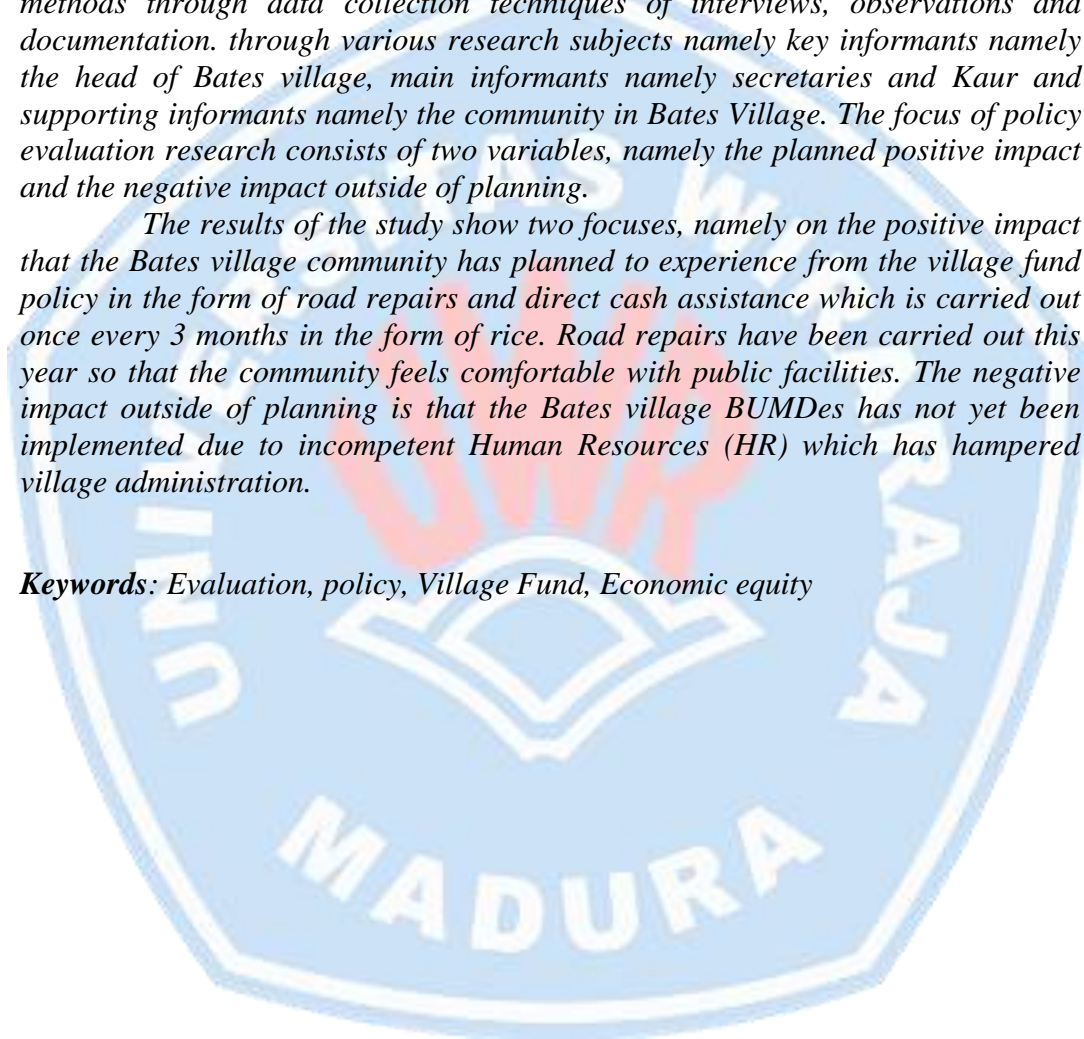 methods through data collection techniques of interviews, observations and
documentation. through various research subjects namely key informants namely
the head of Bates village, main informants namely secretaries and Kaur and
supporting informants namely the community in Bates Village. The focus of policy
evaluation research consists of two variables, namely the planned positive impact
and the negative impact outside of planning.
The results of the study show two focuses, namely on the positive impact
that the Bates village community has planned to experience from the village fund
policy in the form of road repairs and direct cash assistance which is carried out
once every 3 months in the form of rice. Road repairs have been carried out this
year so that the community feels comfortable with public facilities. The negative
impact outside of planning is that the Bates village BUMDes has not yet been
implemented due to incompetent Human Resources (HR) which has hampered
village administration.
Keywords: Evaluation, policy, Village Fund, Economic equity
UNIVERSITAS WIRARAJA
UWR
MADURA